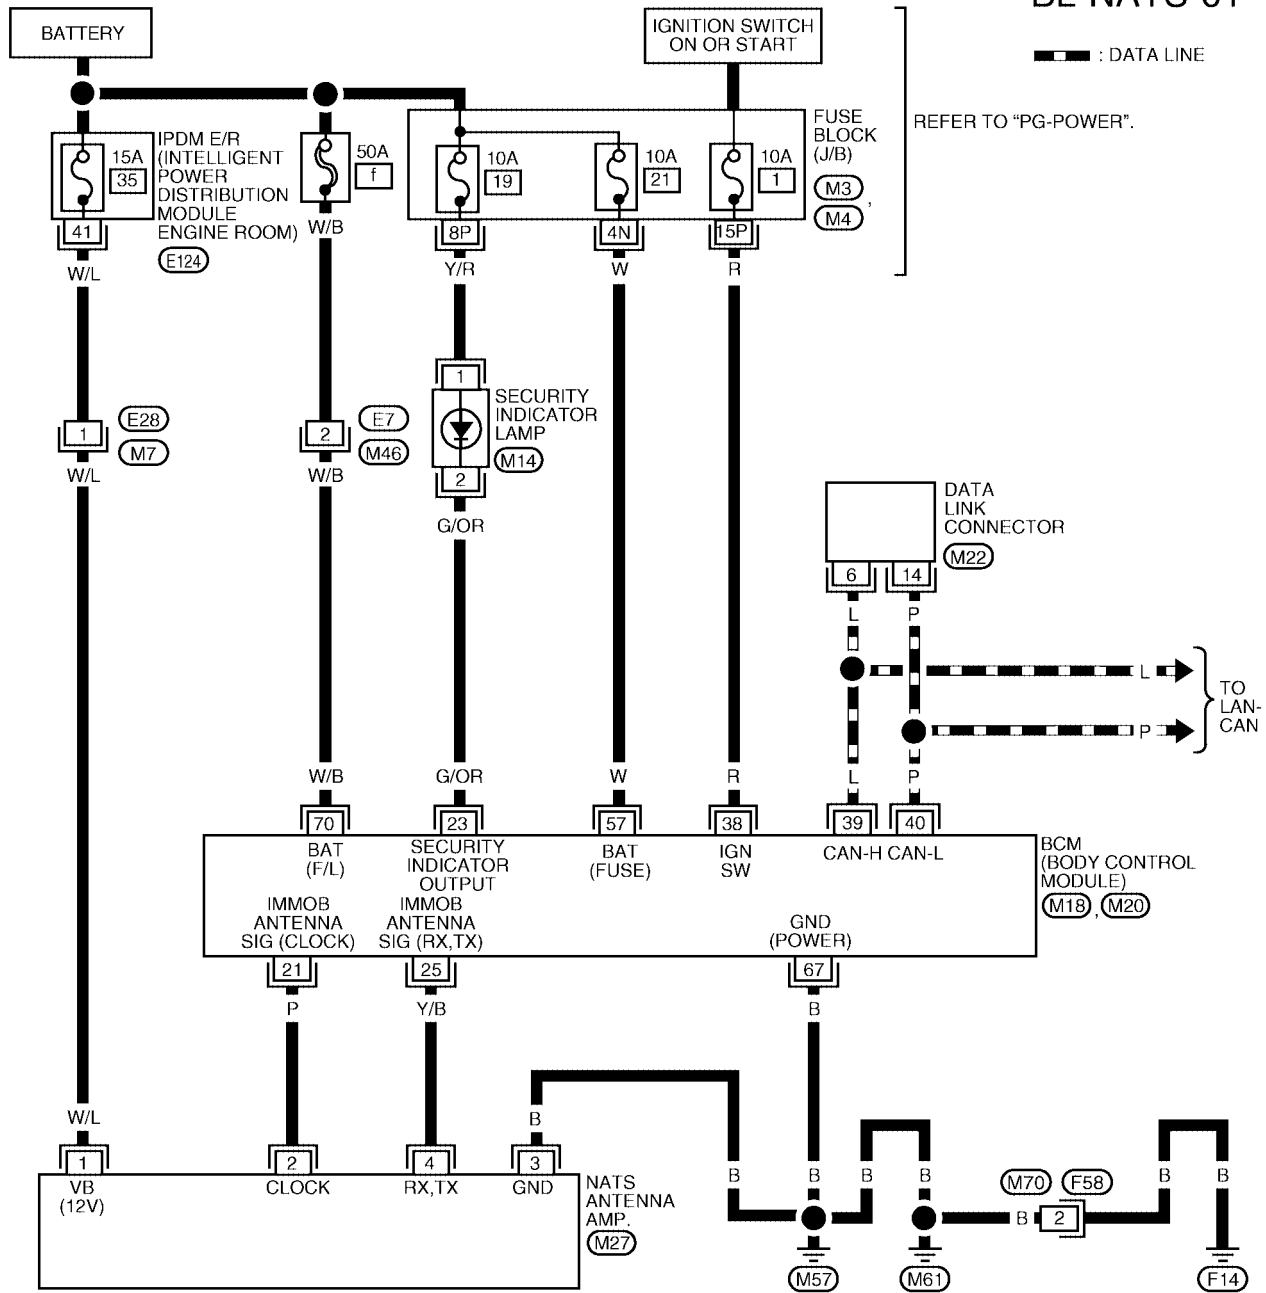 BATTERY
IGNITION SWITCH
ON OR START
: DATA LINE
REFER TO “PG-POWER”.
IPDM E/R
(INTELLIGENT
POWER
DISTRIBUTION
MODULE
ENGINE ROOM)
E124
15A
35
41
50A
f
10A
19
10A
21
10A
1
FUSE
BLOCK
(J/B)
M3
,
M4
8P
4N
15P
W/L
W/B
Y/R
W
R
1
E28
M7
2
E7
M46
1
SECURITY
INDICATOR
LAMP
M14
2
W/L
W/B
G/OR
DATA
LINK
CONNECTOR
M22
6
14
L
P
L
P
TO
LAN-
CAN
W/B
G/OR
W
R
L
P
70
23
57
38
39
40
BAT
(F/L)
SECURITY
INDICATOR
OUTPUT
BAT
(FUSE)
IGN
SW
CAN-H CAN-L
BCM
(BODY CONTROL
MODULE)
M18 , M20
IMMOB
ANTENNA
SIG (CLOCK)
IMMOB
ANTENNA
SIG (RX,TX)
GND
(POWER)
21
25
67
P
Y/B
B
W/L
B
1
2
4
3
VB
(12V)
CLOCK
RX,TX
GND
NATS
ANTENNA
AMP.
M27
B
B
B
B
M70
F58
B
B
B
2
M57
M61
F14